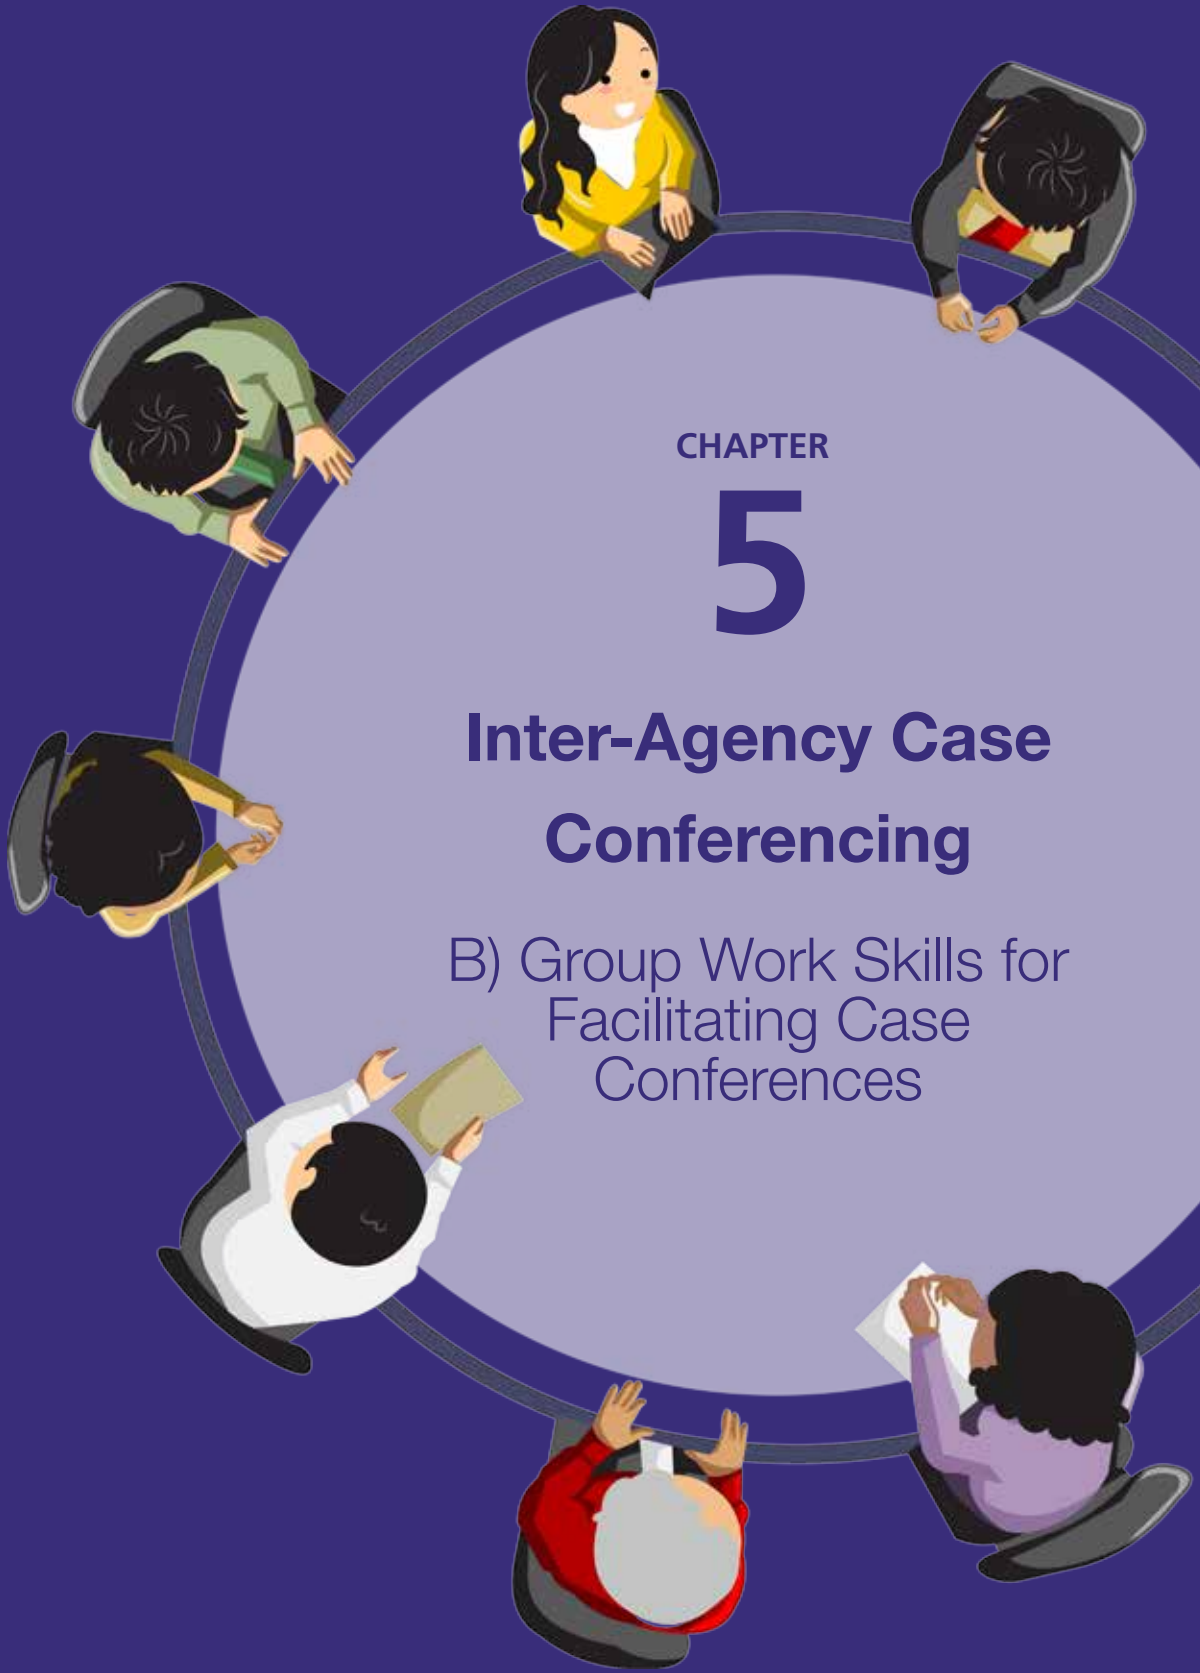 CHAPTER
5
Inter-Agency Case
Conferencing
B) Group Work Skills for
Facilitating Case
Conferences